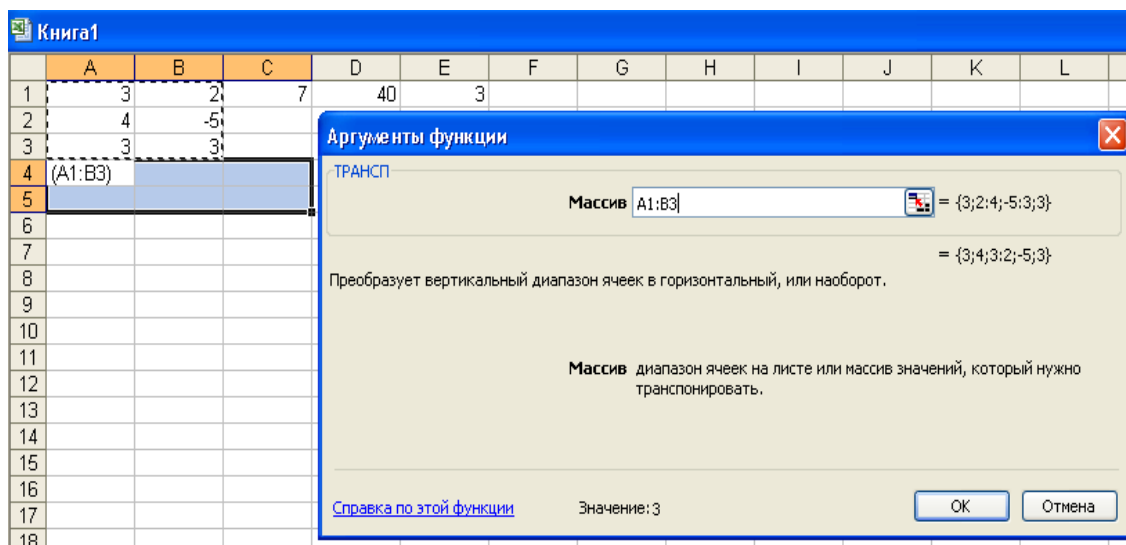 Книга1
A B C D E F G H I J K L
1 3 2 7 40 3
2 4 -5
3 3 3
4 (A1:B3)
5
6
7
8
9
10
11
12
13
14
15
16
17
18
Аргументы функции
ТРАНСП
Массив A1:B3 = {3;2:4;-5:3;3}
= {3;4;3:2;-5;3}
Преобразует вертикальный диапазон ячеек в горизонтальный, или наоборот.
Массив диапазон ячеек на листе или массив значений, который нужно
транспонировать.
Справка по этой функции Значение:3 ОК Отмена